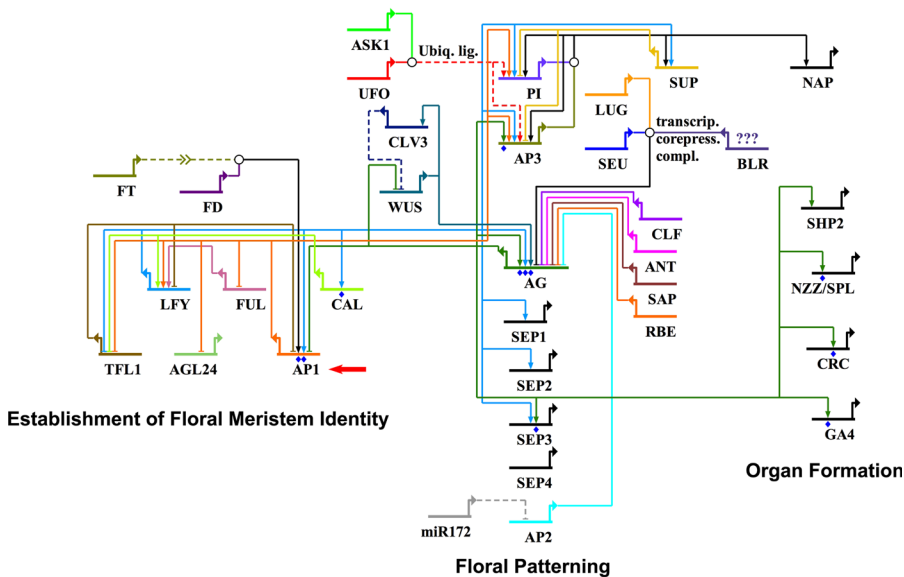 ASK1
UFO
Ubiq. lig.
PI
SUP
NAP
CLV3
WUS
AP3
LUG
SEU
transcrip.
corepress.
compl.
???
BLR
FT
FD
AG
CLF
ANT
SAP
RBE
SHP2
NZZ/SPL
CRC
GA4
LFY
FUL
CAL
TFL1
AGL24
AP1
SEP1
SEP2
SEP3
SEP4
miR172
AP2
Establishment of Floral Meristem Identity
Organ Formation
Floral Patterning